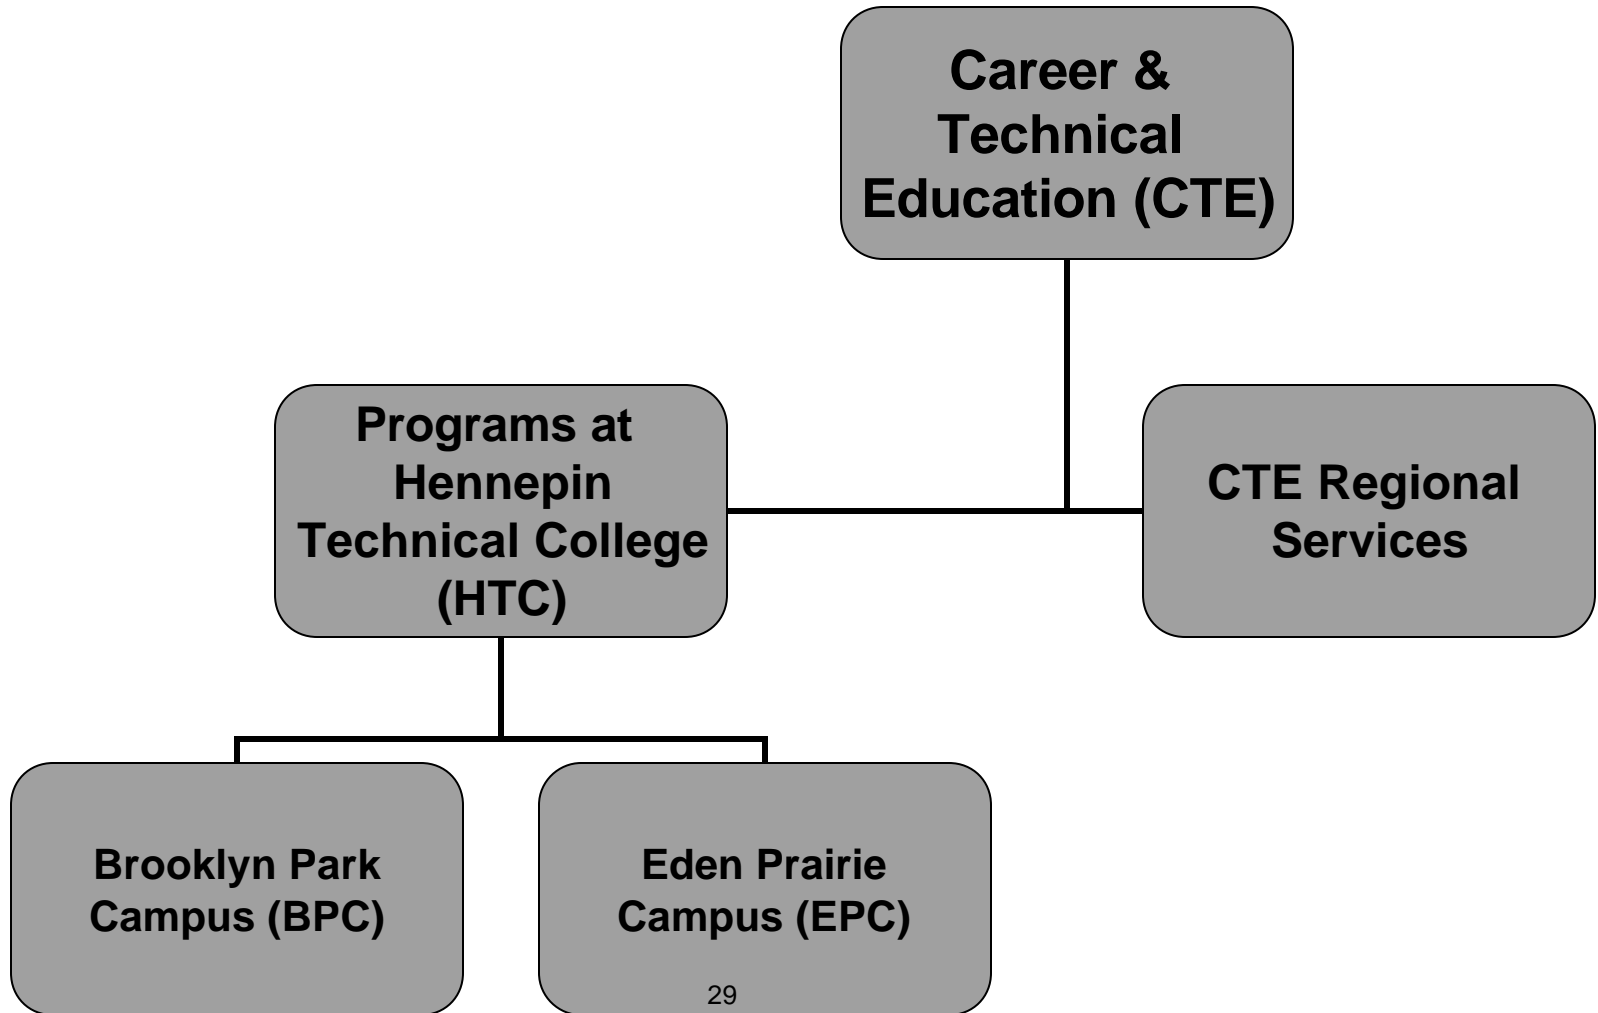 Career &
Technical
Education (CTE)
Programs at
Hennepin
Technical College
(HTC)
CTE Regional
Services
Brooklyn Park
Campus (BPC)
Eden Prairie
Campus (EPC)
29